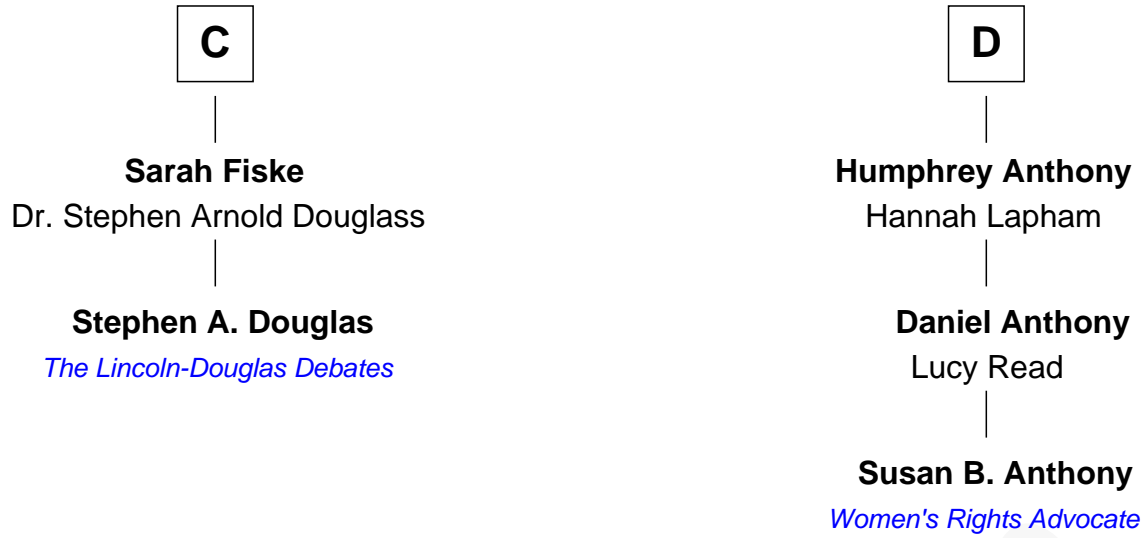 C
Sarah Fiske
Dr. Stephen Arnold Douglass
Stephen A. Douglas
The Lincoln-Douglas Debates
D
Humphrey Anthony
Hannah Lapham
Daniel Anthony
Lucy Read
Susan B. Anthony
Women's Rights Advocate